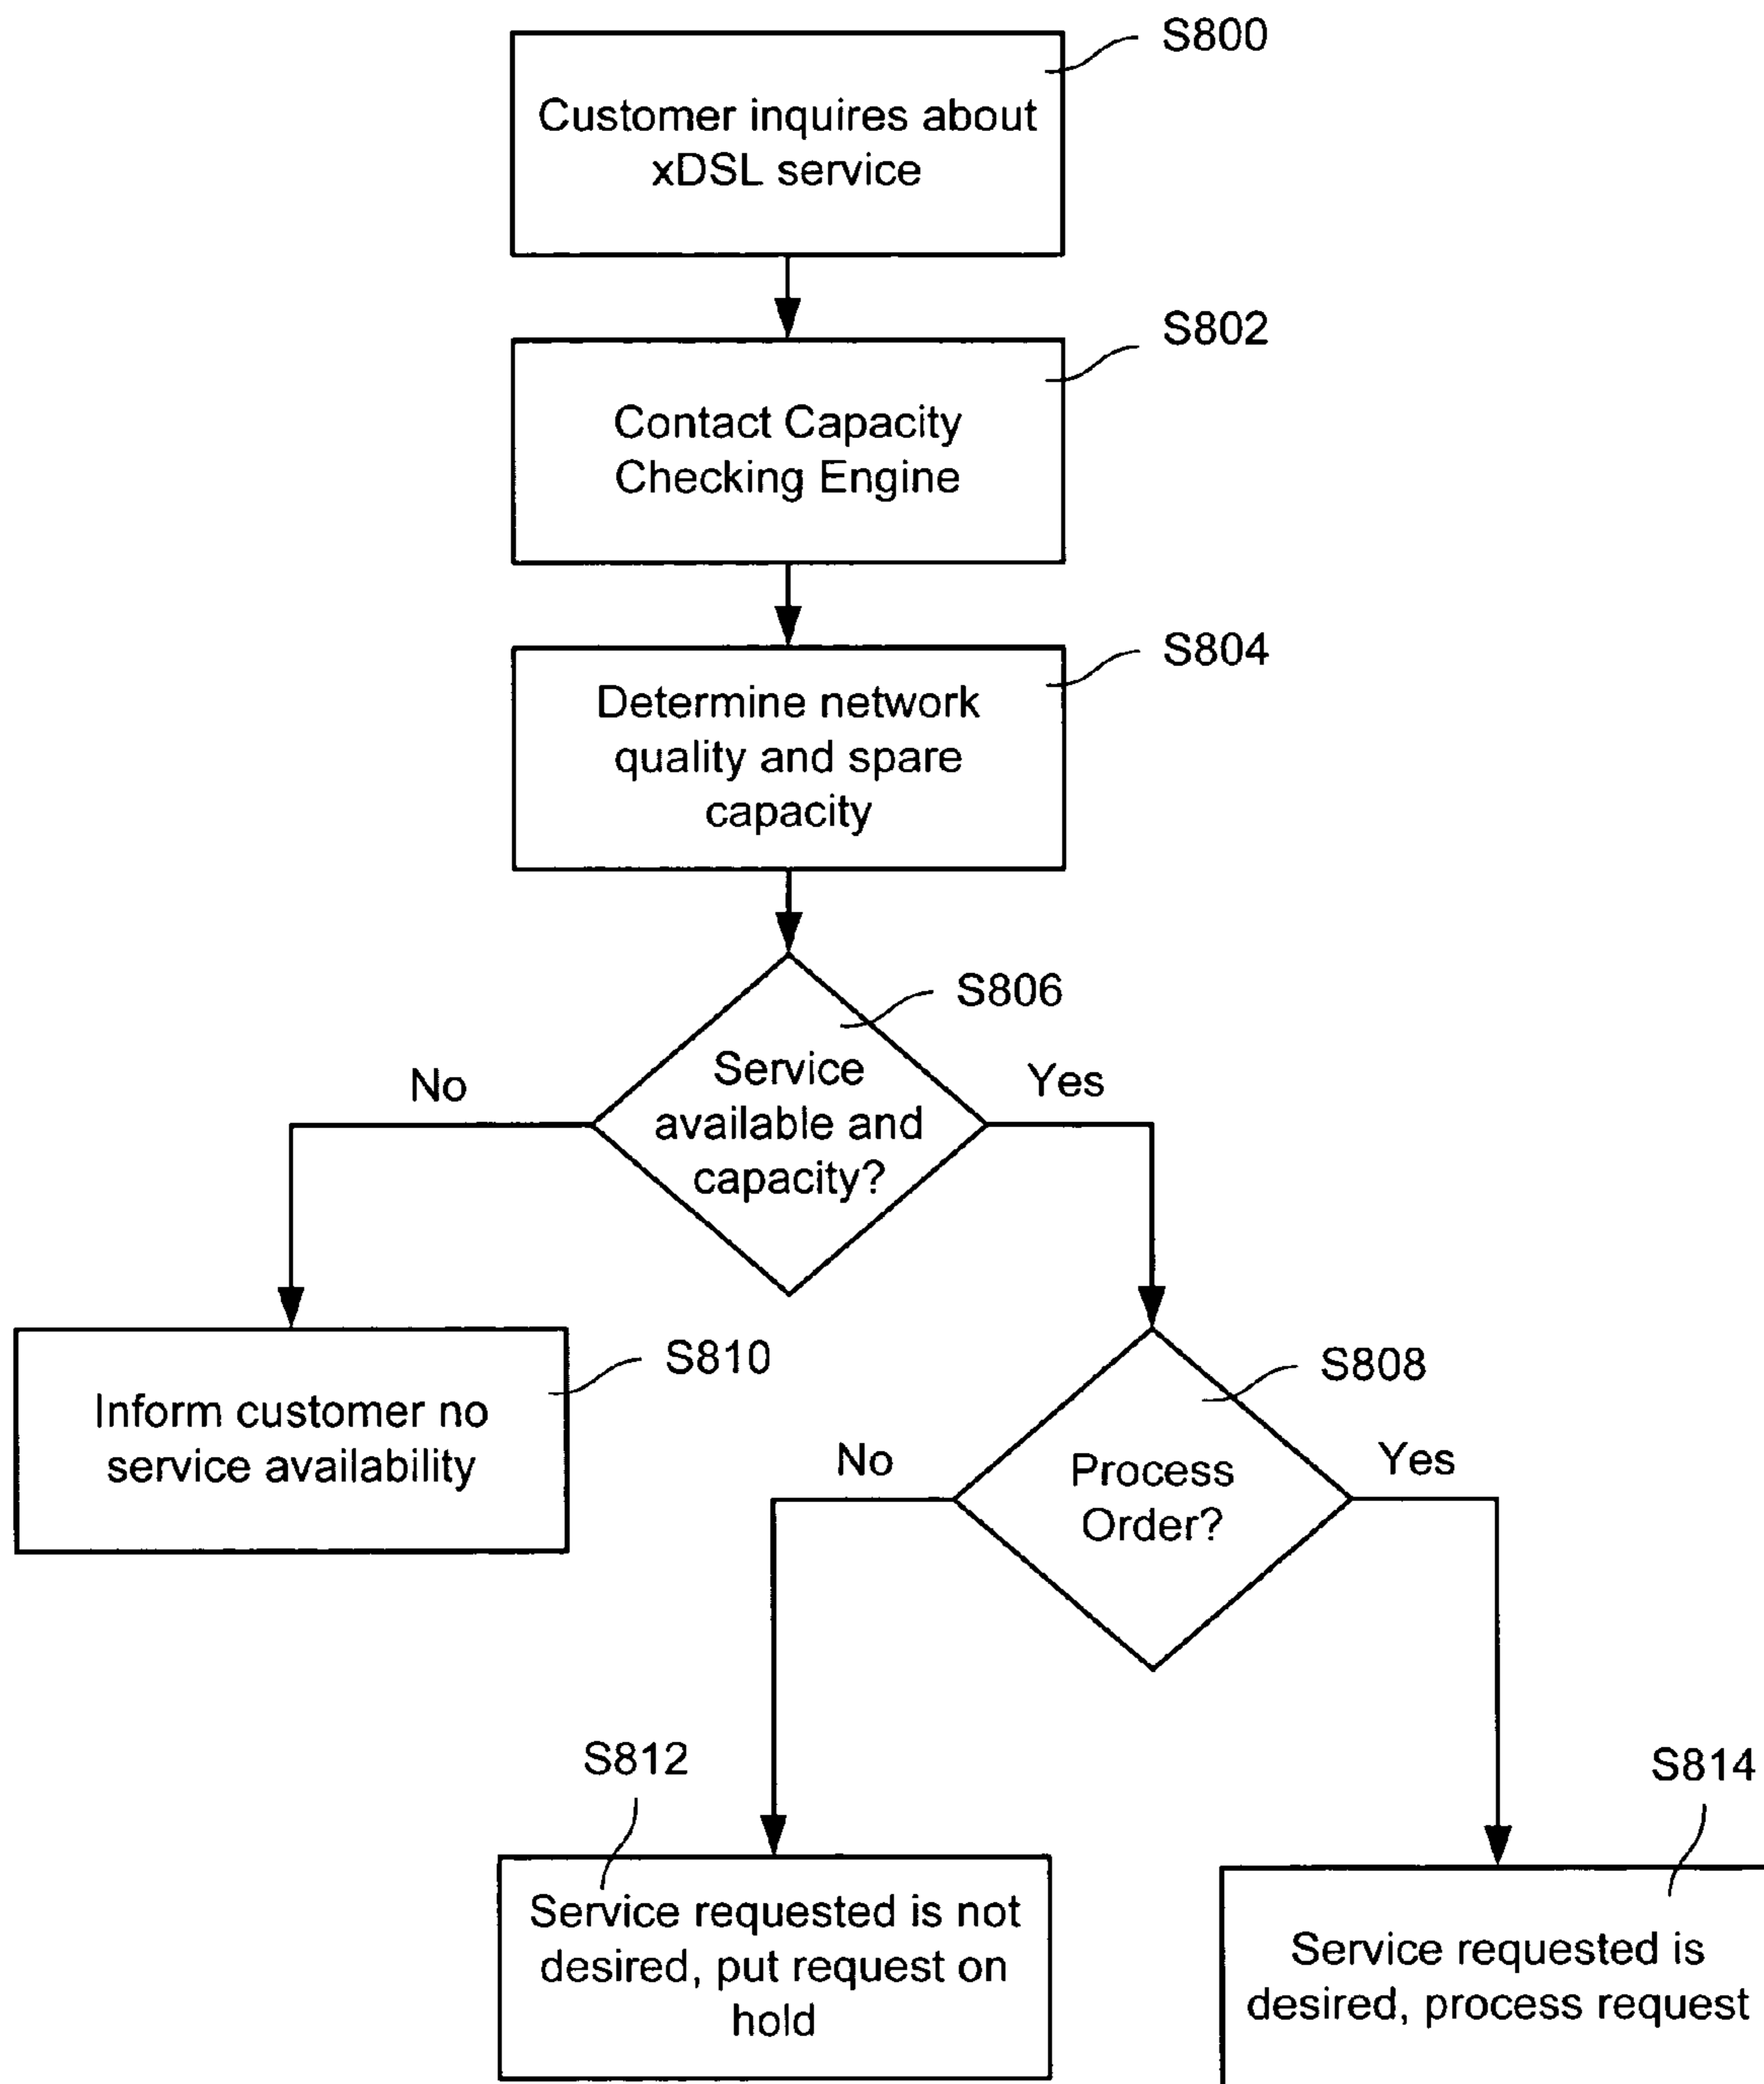 S800
Customer inquires about
xDSL service
S802
Contact Capacity
Checking Engine
S804
Determine network
quality and spare
capacity
S806
Service
available and
capacity?
No
Yes
S810
Inform customer no
service availability
S808
Process
Order?
No
Yes
S812
Service requested is not
desired, put request on
hold
S814
Service requested is
desired, process request